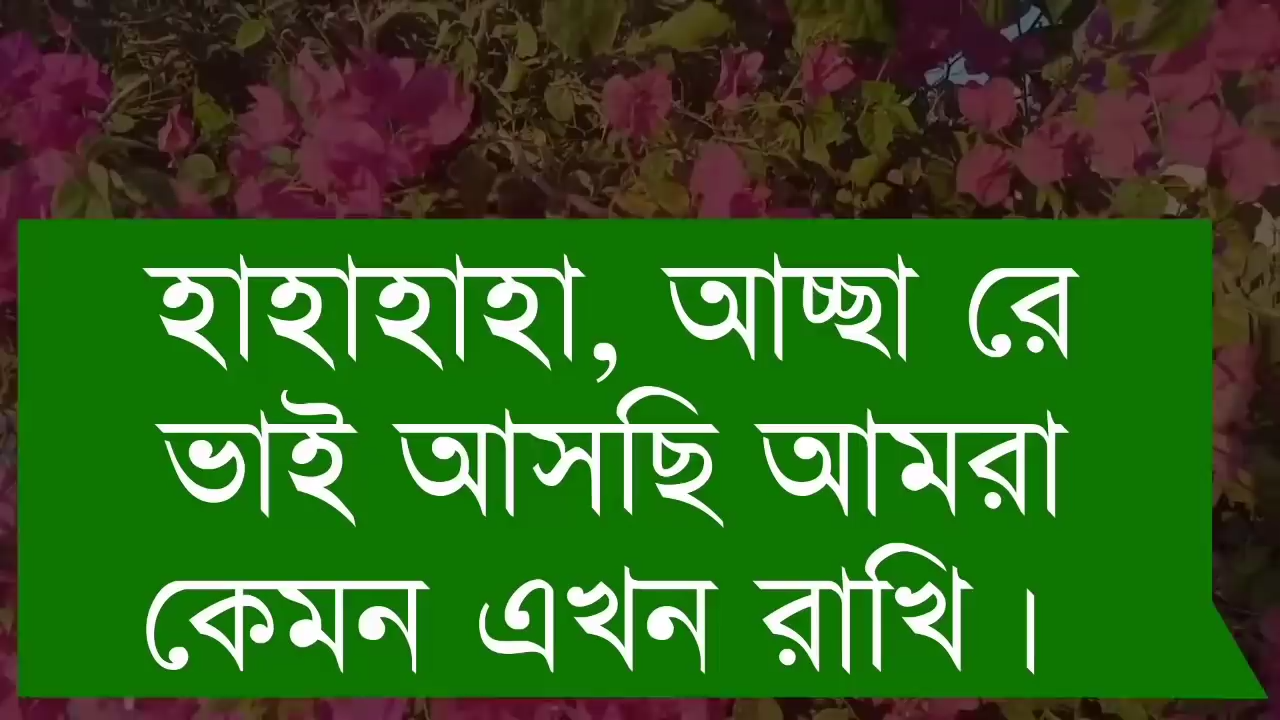 হাহাহাহা, আচ্ছা রে
ভাই আসছি আমরা
কেমন এখন রাখি।